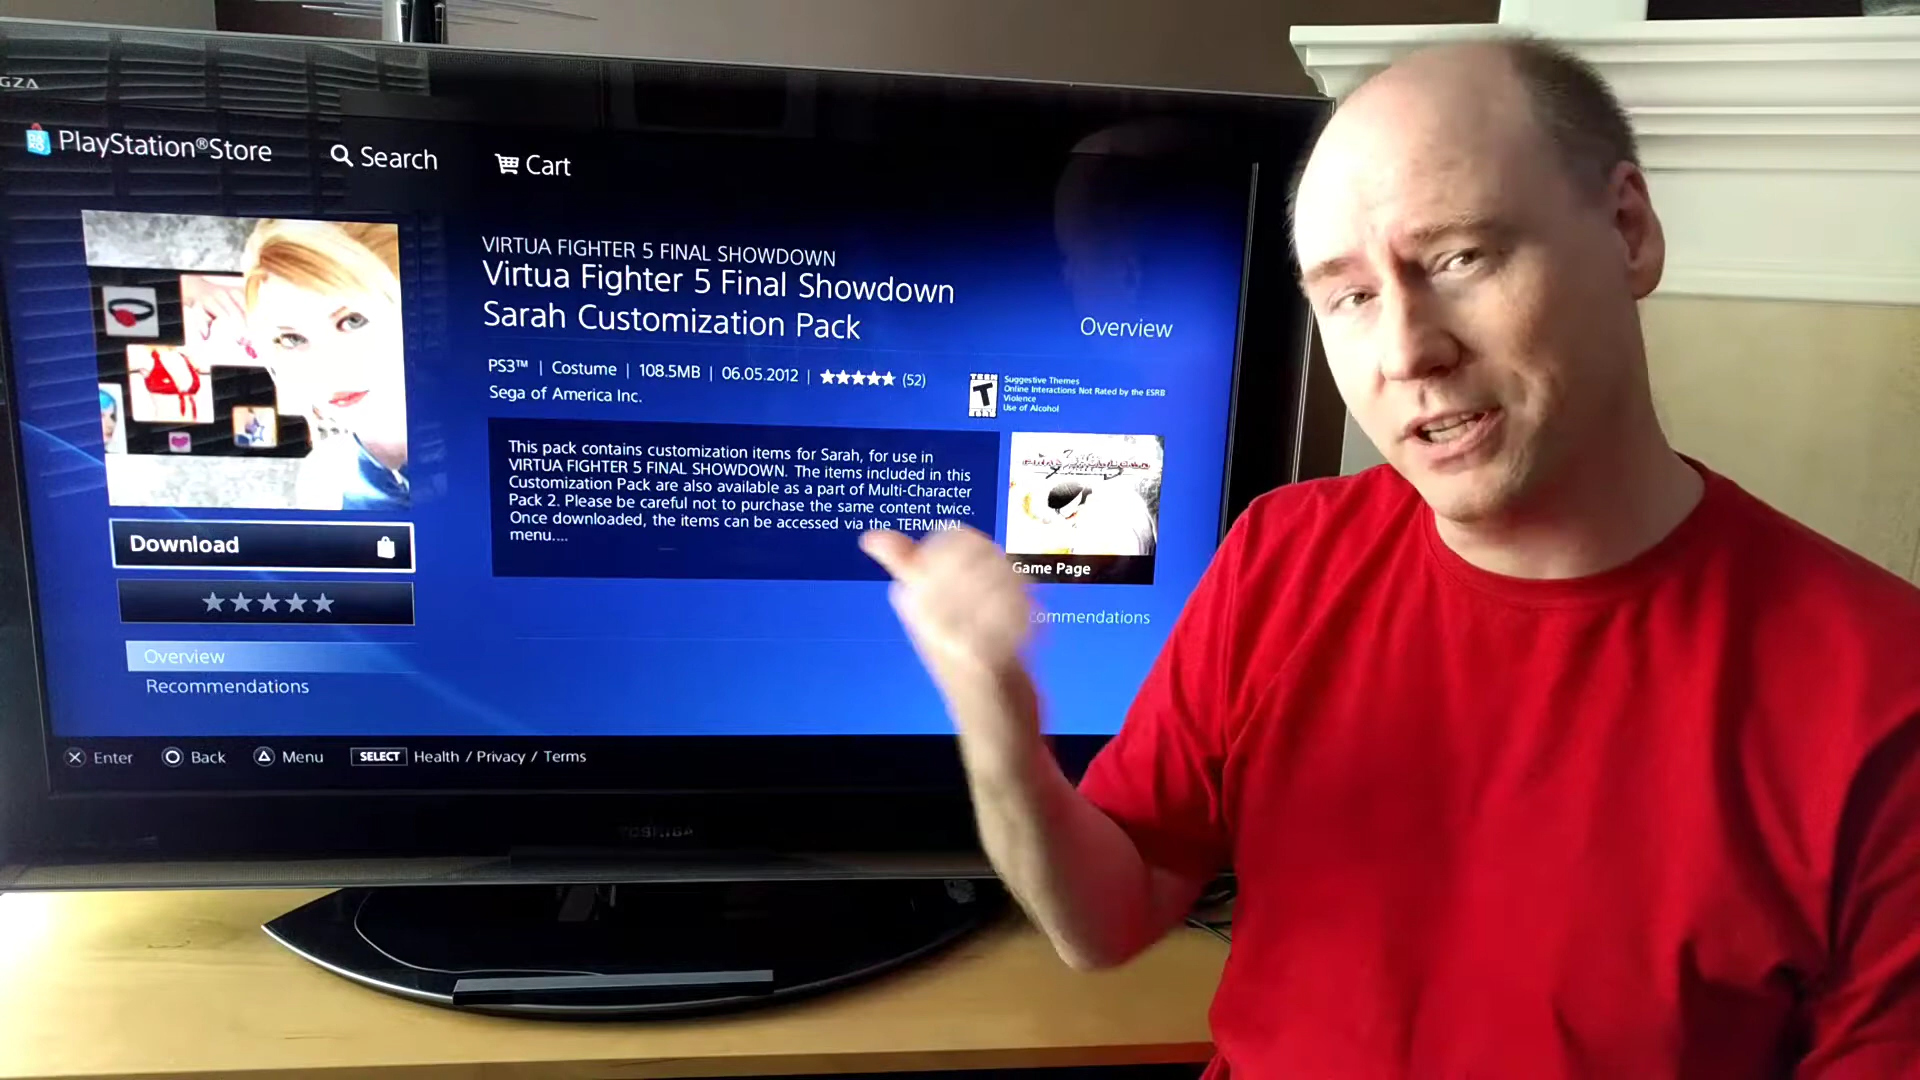 GZA
PlayStation®Store
Search
Cart
VIRTUA FIGHTER 5 FINAL SHOWDOWN
Virtua Fighter 5 Final Showdown
Sarah Customization Pack
Overview
PS3™ | Costume | 108.5MB | 06.05.2012 | ★★★★★ (52)
Sega of America Inc.
TEEN
T
ESRB
Suggestive Themes
Online Interactions Not Rated by the ESRB
Violence
Use of Alcohol
This pack contains customization items for Sarah, for use in
VIRTUA FIGHTER 5 FINAL SHOWDOWN. The items included in this
Customization Pack are also available as a part of Multi-Character
Pack 2. Please be careful not to purchase the same content twice.
Once downloaded, the items can be accessed via the TERMINAL
menu....
Game Page
Download
commendations
Overview
Recommendations
Enter
Back
Menu
SELECT Health / Privacy / Terms
TOSHIBA